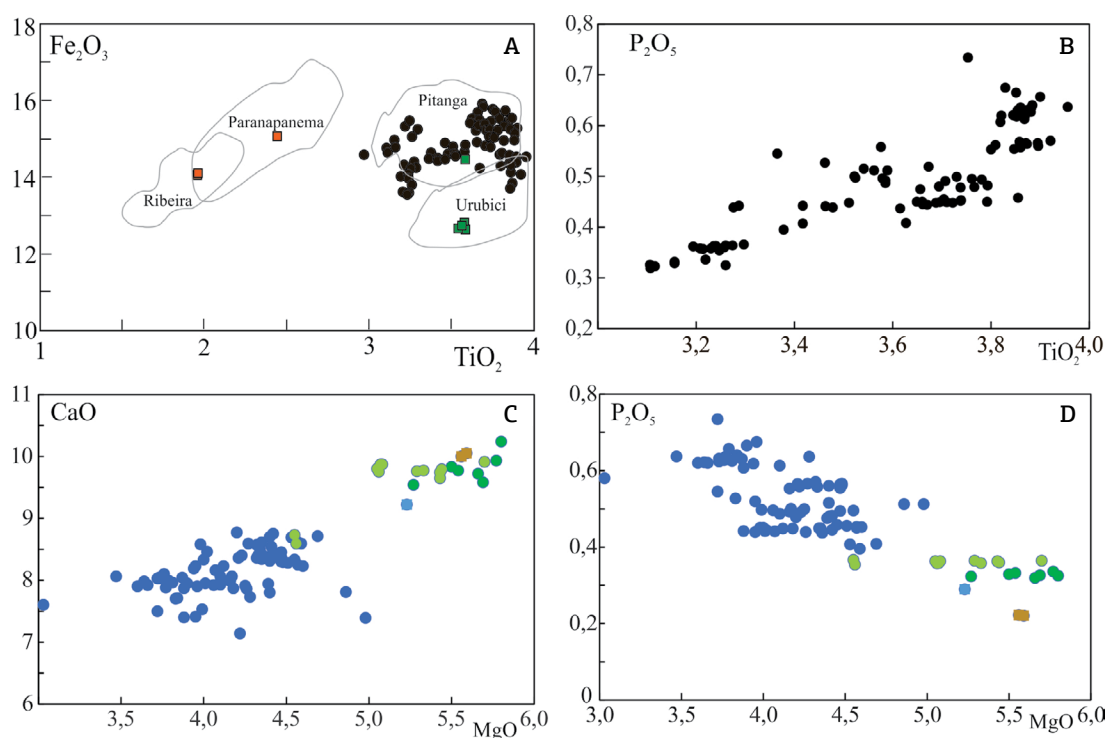 Fe₂O₃
A
18
16
14
12
10
Pitanga
Paranapanema
Ribeira
Urubici
1
2
3
4
TiO₂
P₂O₅
B
0,8
0,7
0,6
0,5
0,4
0,3
0,2
3,2
3,4
3,6
3,8
4,0
TiO₂
CaO
C
11
10
9
8
7
6
3,5
4,0
4,5
5,0
5,5
6,0
MgO
P₂O₅
D
0,8
0,6
0,4
0,2
0
3,0
3,5
4,0
4,5
5,0
5,5
6,0
MgO